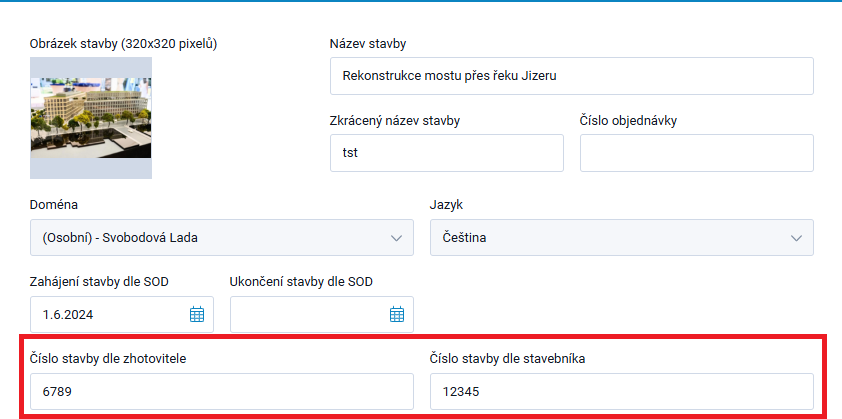 Obrázek stavby (320x320 pixelů)
Název stavby
Rekonstrukce mostu přes řeku Jizeru
Zkrácený název stavby
Číslo objednávky
tst
Doména
Jazyk
(Osobní) - Svobodová Lada
Čeština
Zahájení stavby dle SOD
Ukončení stavby dle SOD
1.6.2024
Číslo stavby dle zhotovitele
Číslo stavby dle stavebníka
6789
12345